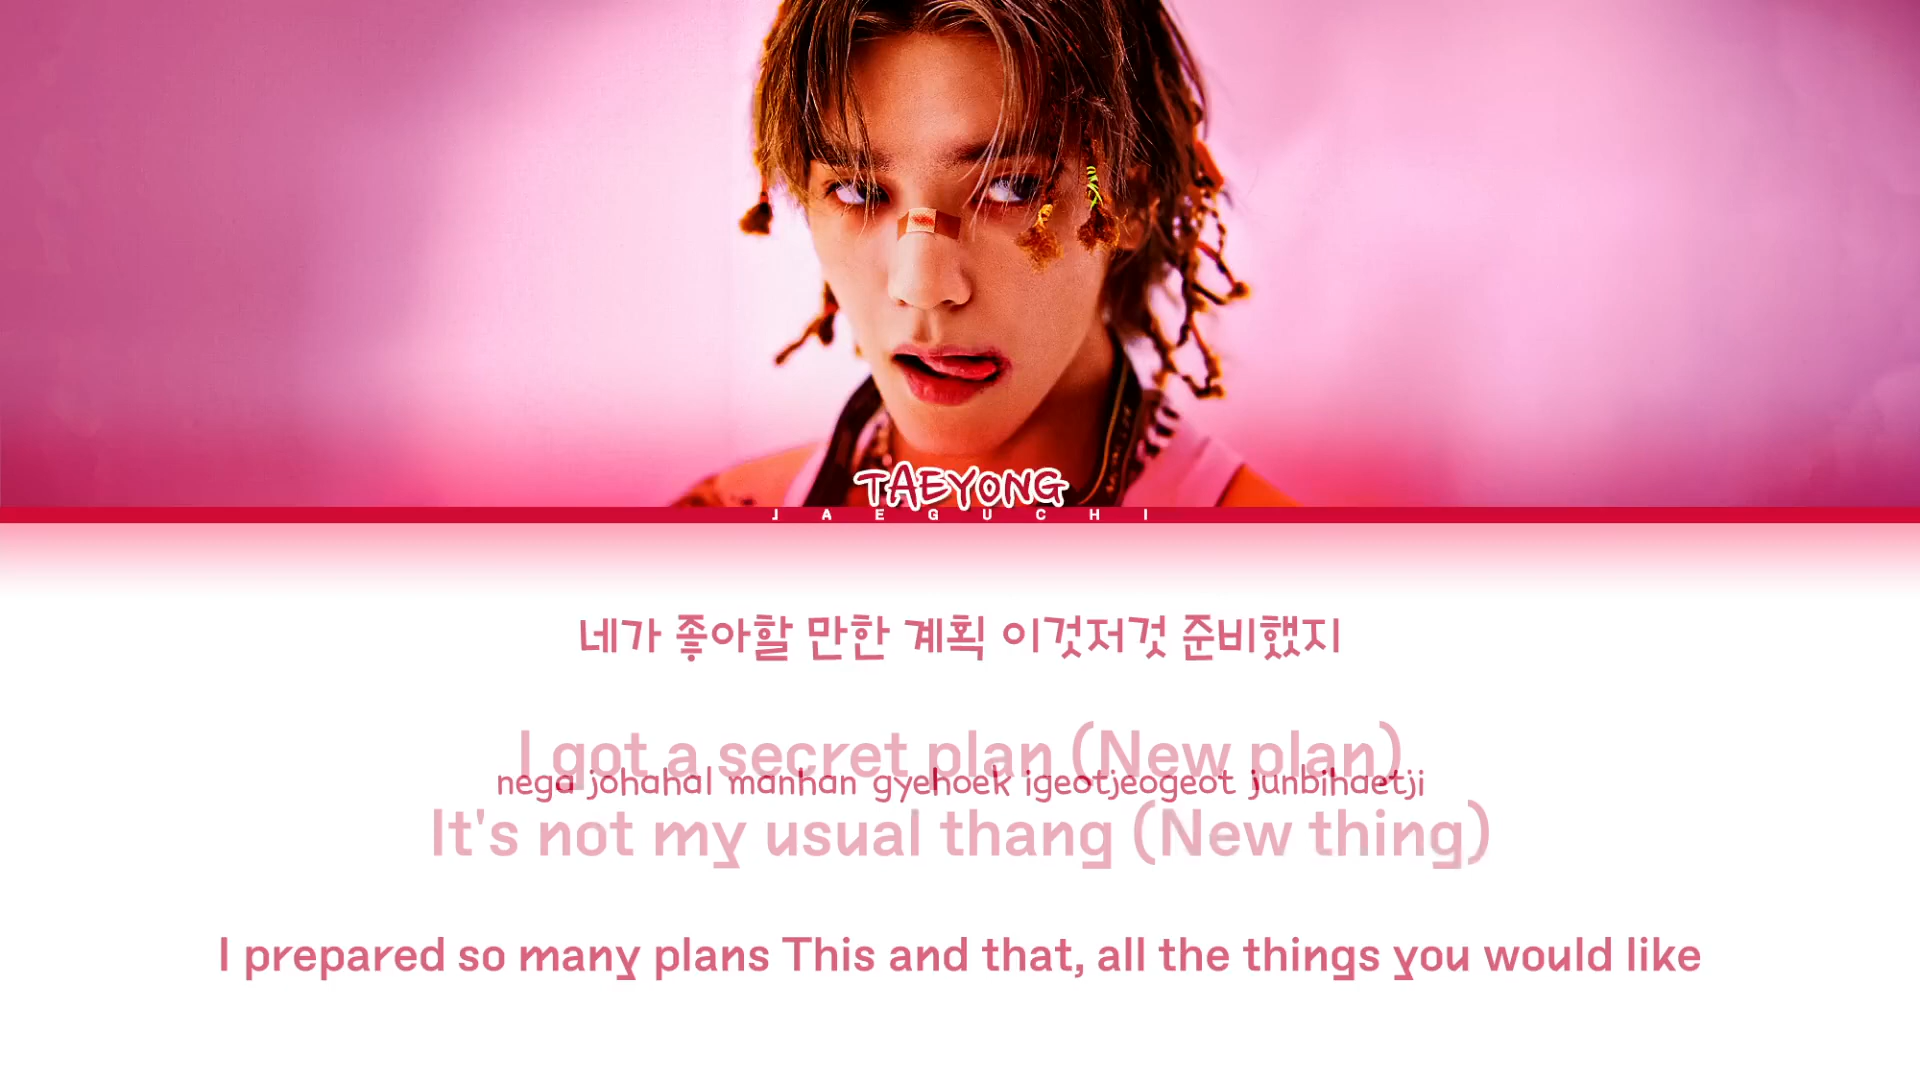 TAEYONG
JAEGUCHI
네가 좋아할 만한 계획 이것저것 준비했지
I got a secret plan (New plan)
nega johahal manhan gyehoek igeotjeogeot junbihaetji
It's not my usual thang (New thing)
I prepared so many plans This and that, all the things you would like